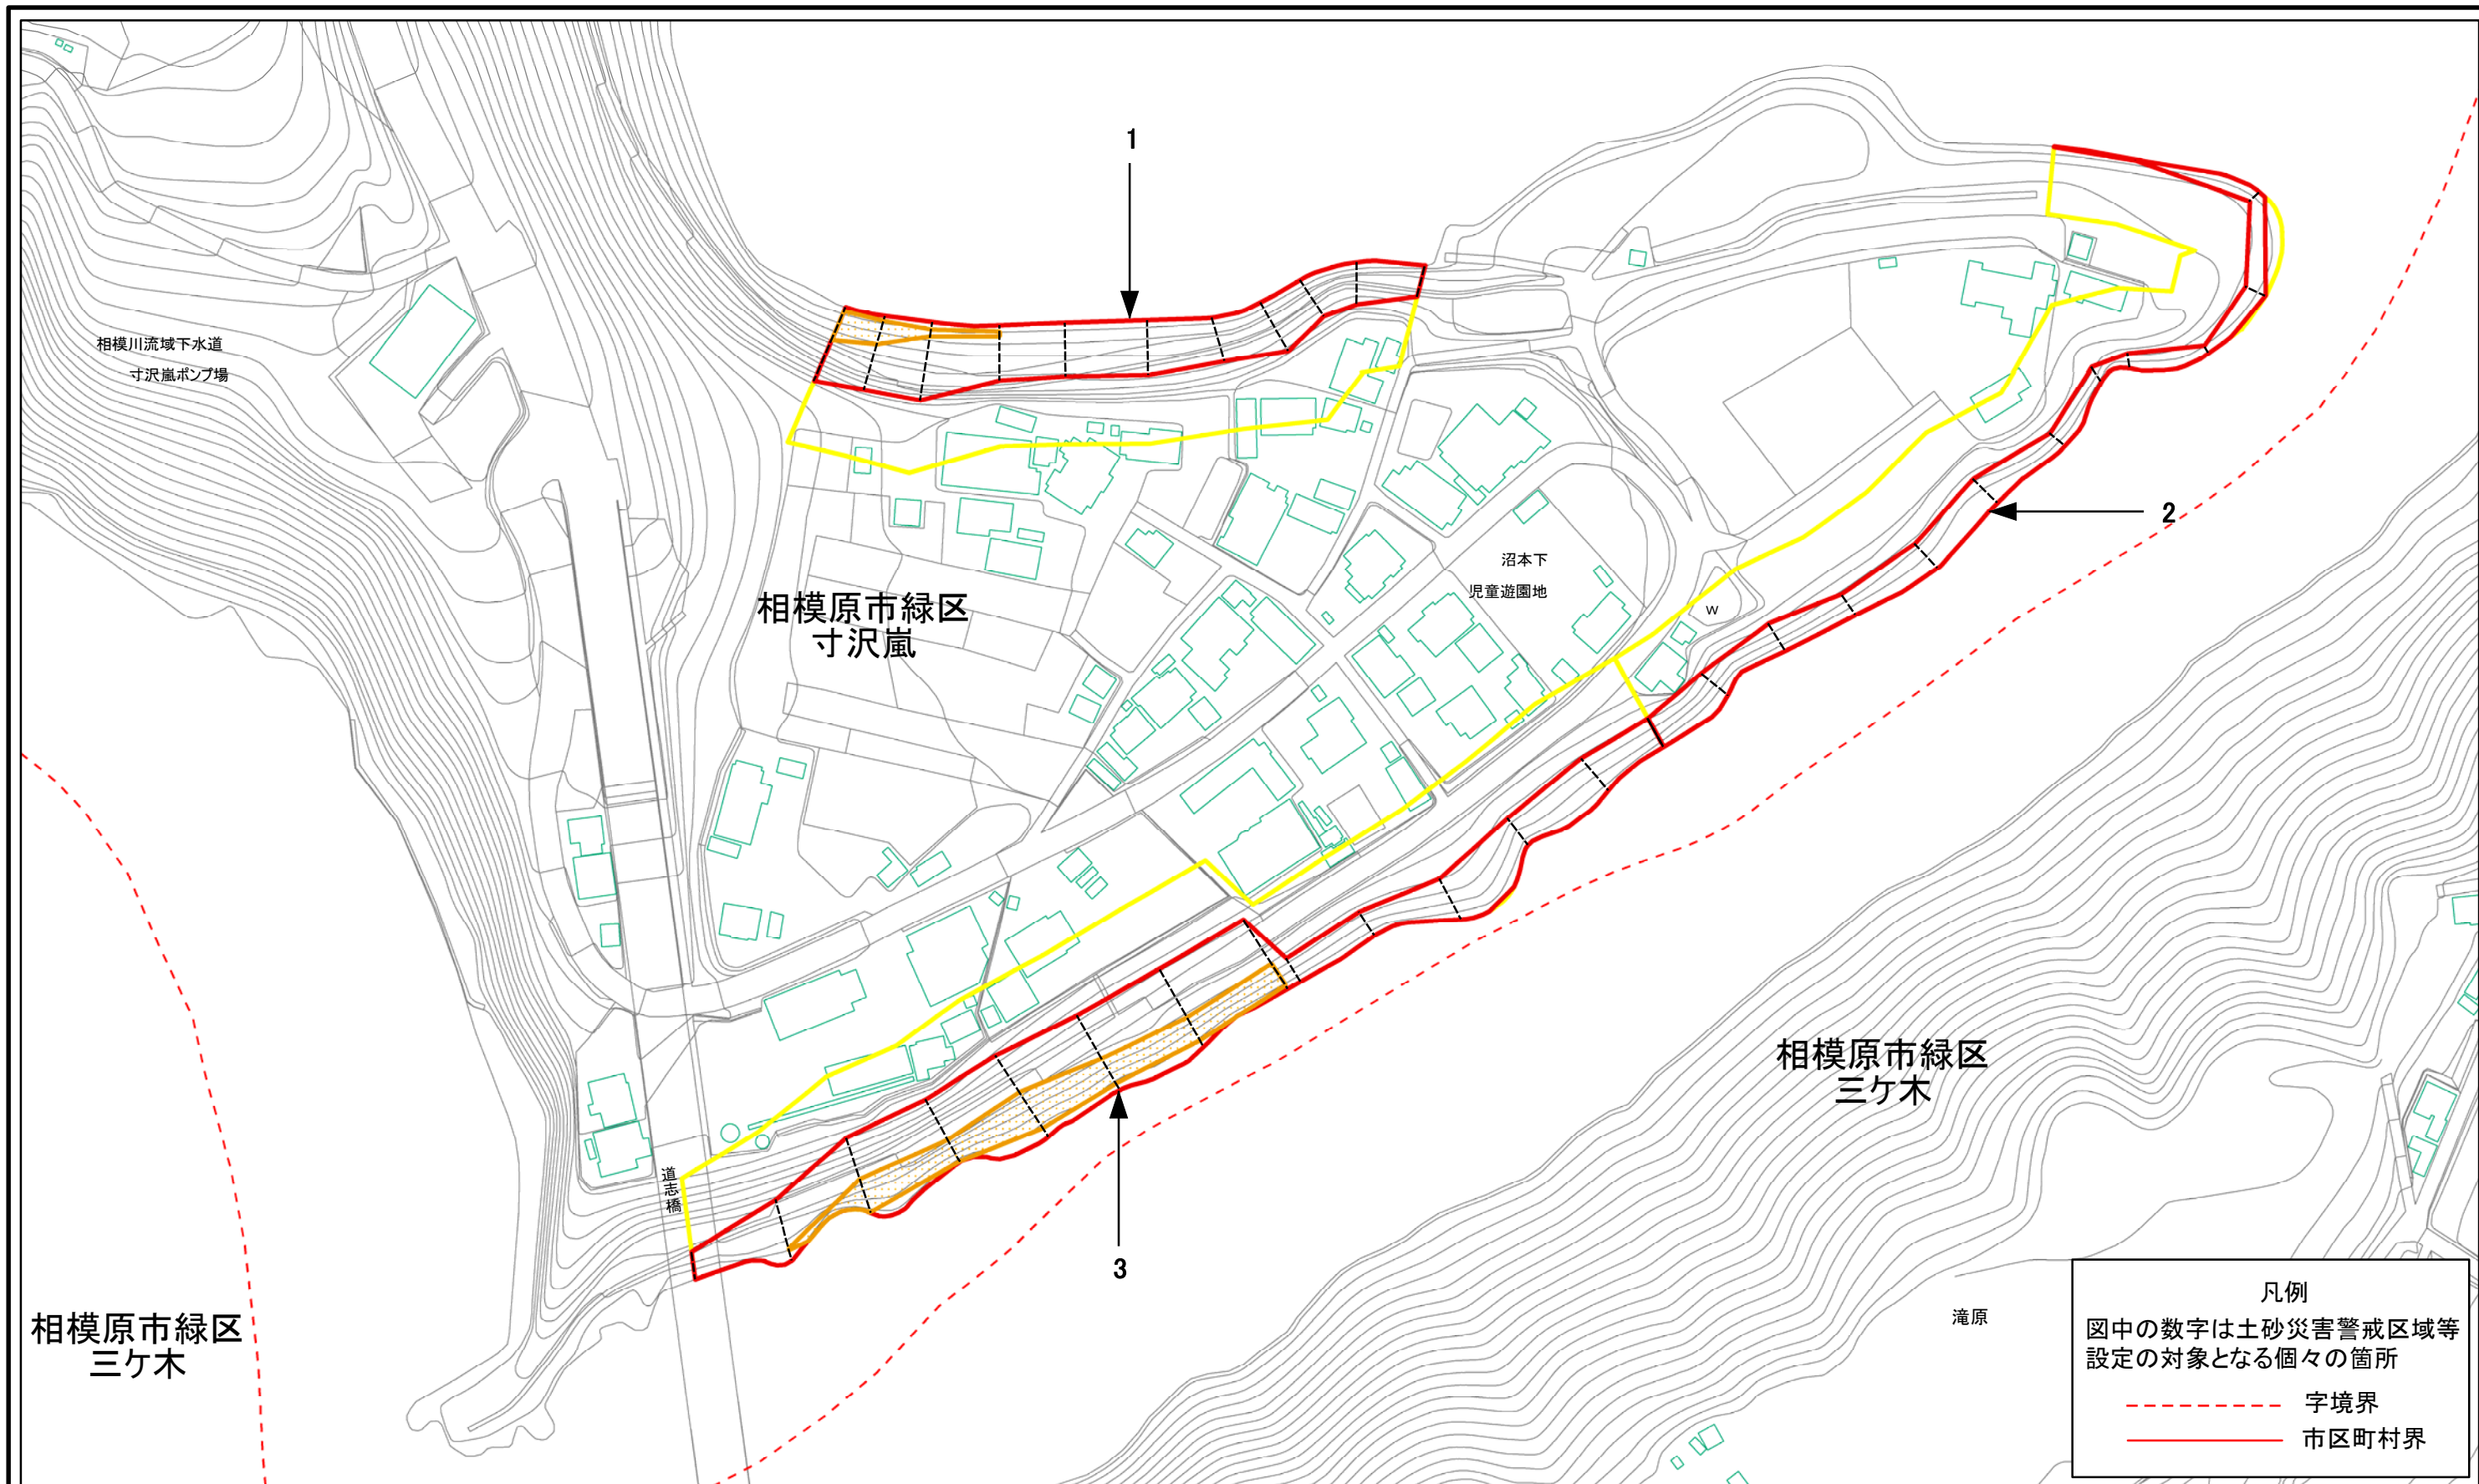 1
相模川流域下水道
寸沢嵐ポンプ場
2
沼本下
児童遊園地
相模原市緑区
寸沢嵐
W
相模原市緑区
三ケ木
道志橋
3
相模原市緑区
三ケ木
滝原
凡例
図中の数字は土砂災害警戒区域等
設定の対象となる個々の箇所
字境界
市区町村界